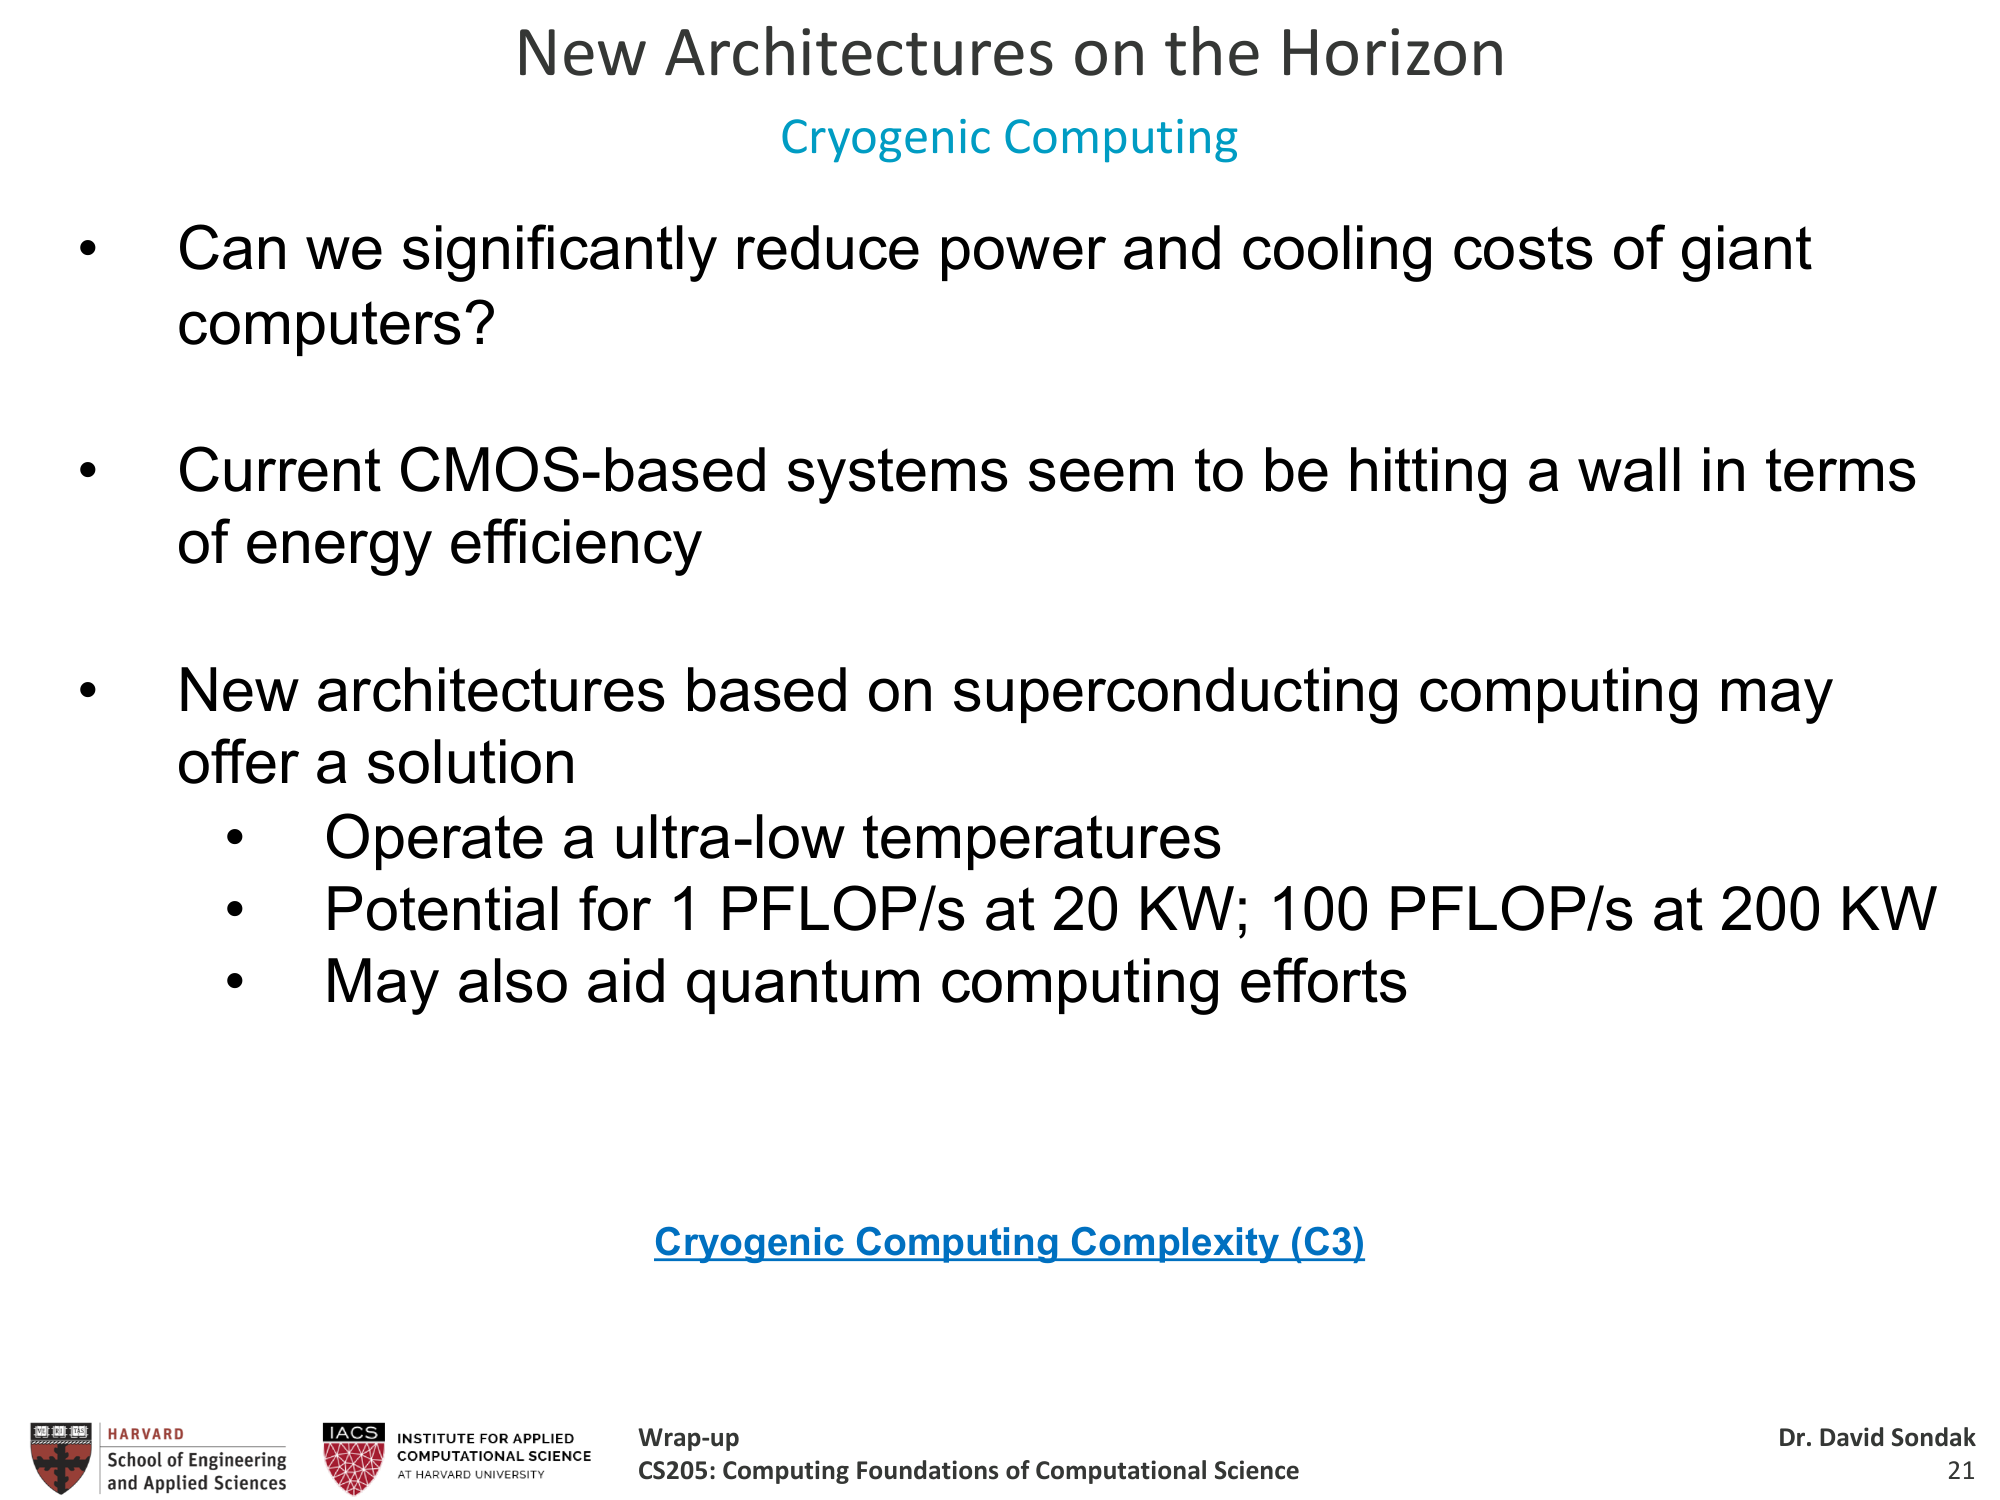 New Architectures on the Horizon
Cryogenic Computing
• Can we significantly reduce power and cooling costs of giant
computers?
• Current CMOS-based systems seem to be hitting a wall in terms
of energy efficiency
• New architectures based on superconducting computing may
offer a solution
• Operate a ultra-low temperatures
• Potential for 1 PFLOP/s at 20 KW; 100 PFLOP/s at 200 KW
• May also aid quantum computing efforts
Cryogenic Computing Complexity (C3)
HARVARD
School of Engineering
and Applied Sciences
IACS
INSTITUTE FOR APPLIED
COMPUTATIONAL SCIENCE
AT HARVARD UNIVERSITY
Wrap-up
CS205: Computing Foundations of Computational Science
Dr. David Sondak
21